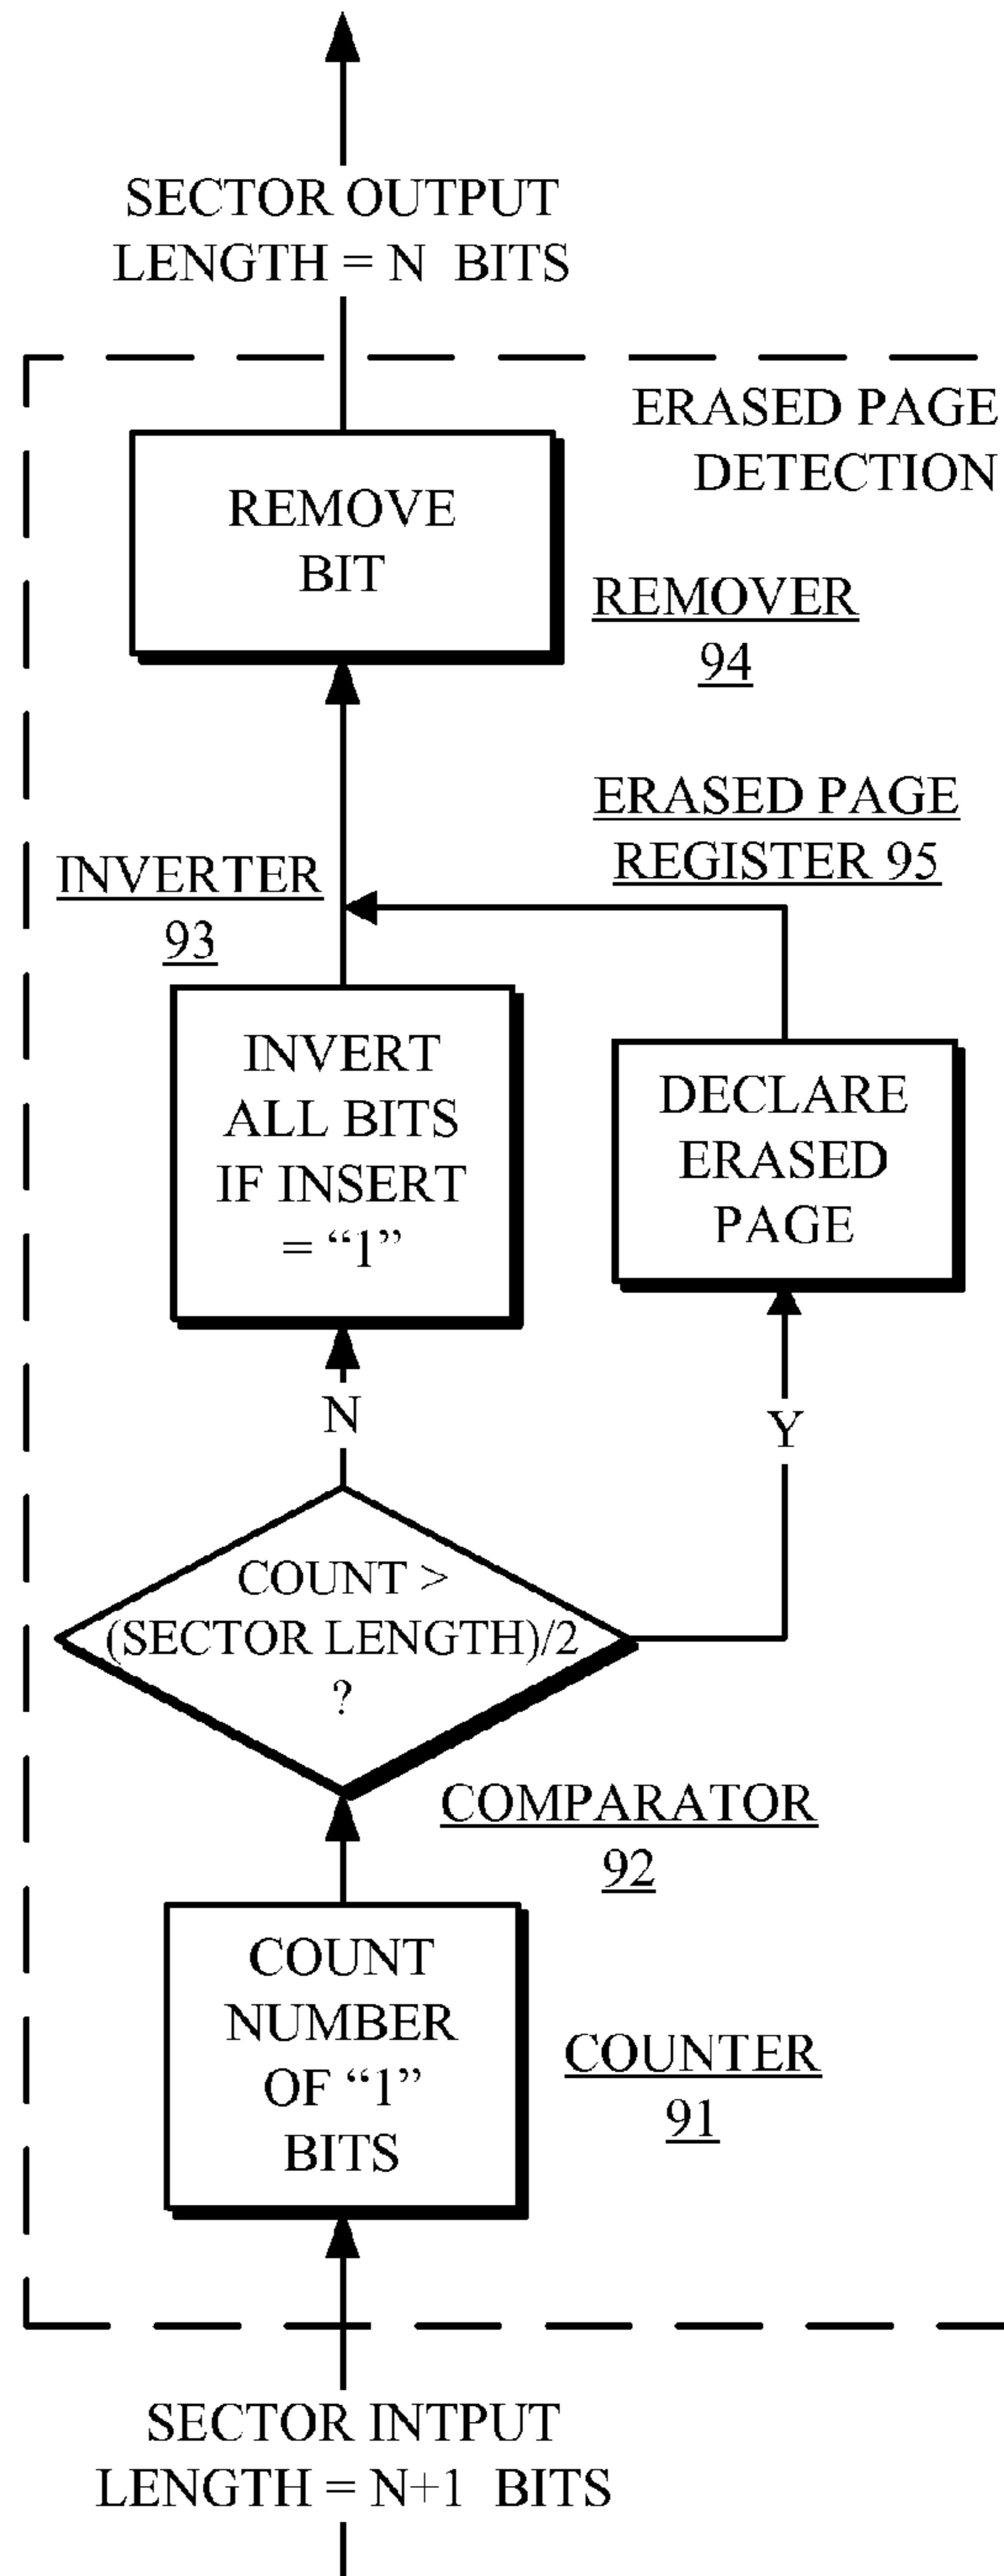 SECTOR OUTPUT
LENGTH = N BITS
ERASED PAGE
DETECTION
REMOVE
BIT
REMOVER
94
ERASED PAGE
REGISTER 95
INVERTER
93
INVERT
ALL BITS
IF INSERT
= “1”
DECLARE
ERASED
PAGE
N
Y
COUNT >
(SECTOR LENGTH)/2
?
COMPARATOR
92
COUNT
NUMBER
OF “1”
BITS
COUNTER
91
SECTOR INTPUT
LENGTH = N+1 BITS